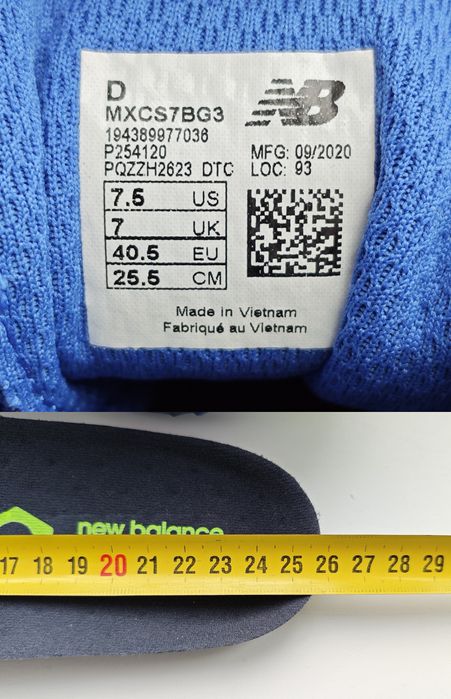 D
MXCS7BG3
194389977036
P254120
PQZZH2623 DTC
NB
MFG: 09/2020
LOC: 93
7.5 US
7 UK
40.5 EU
25.5 CM
Made in Vietnam
Fabriqué au Vietnam
new balance
17 18 19 20 21 22 23 24 25 26 27 28 29